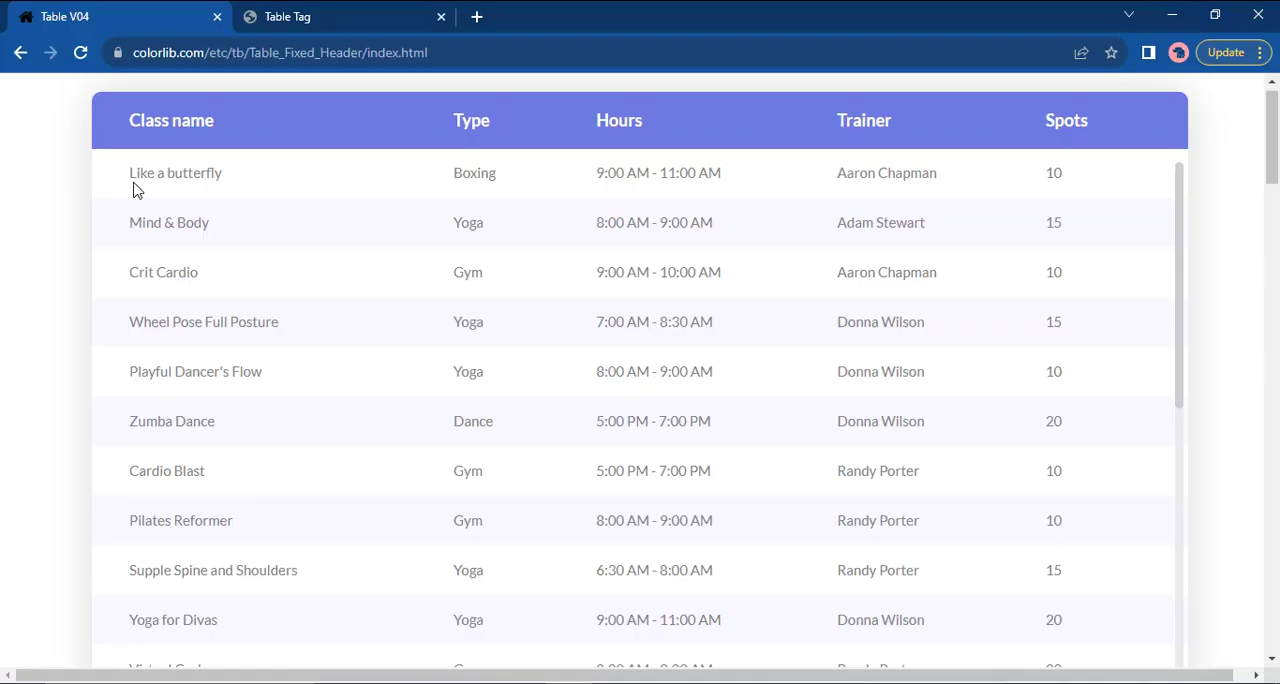 Table V04
Table Tag
colorlib.com/etc/tb/Table_Fixed_Header/index.html
Update
Class name Type Hours Trainer Spots
Like a butterfly Boxing 9:00 AM - 11:00 AM Aaron Chapman 10
Mind & Body Yoga 8:00 AM - 9:00 AM Adam Stewart 15
Crit Cardio Gym 9:00 AM - 10:00 AM Aaron Chapman 10
Wheel Pose Full Posture Yoga 7:00 AM - 8:30 AM Donna Wilson 15
Playful Dancer's Flow Yoga 8:00 AM - 9:00 AM Donna Wilson 10
Zumba Dance Dance 5:00 PM - 7:00 PM Donna Wilson 20
Cardio Blast Gym 5:00 PM - 7:00 PM Randy Porter 10
Pilates Reformer Gym 8:00 AM - 9:00 AM Randy Porter 10
Supple Spine and Shoulders Yoga 6:30 AM - 8:00 AM Randy Porter 15
Yoga for Divas Yoga 9:00 AM - 11:00 AM Donna Wilson 20